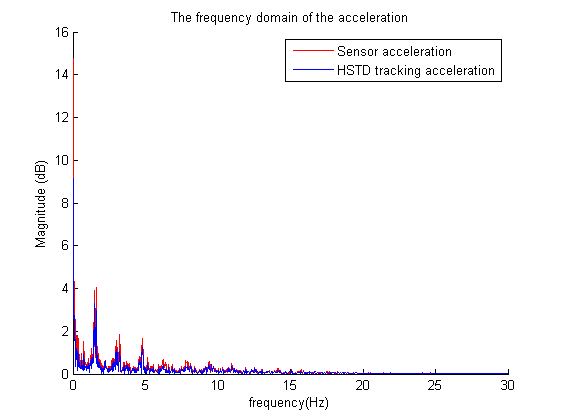 The frequency domain of the acceleration
Sensor acceleration
HSTD tracking acceleration
Magnitude (dB)
16
14
12
10
8
6
4
2
0
0 5 10 15 20 25 30
frequency(Hz)